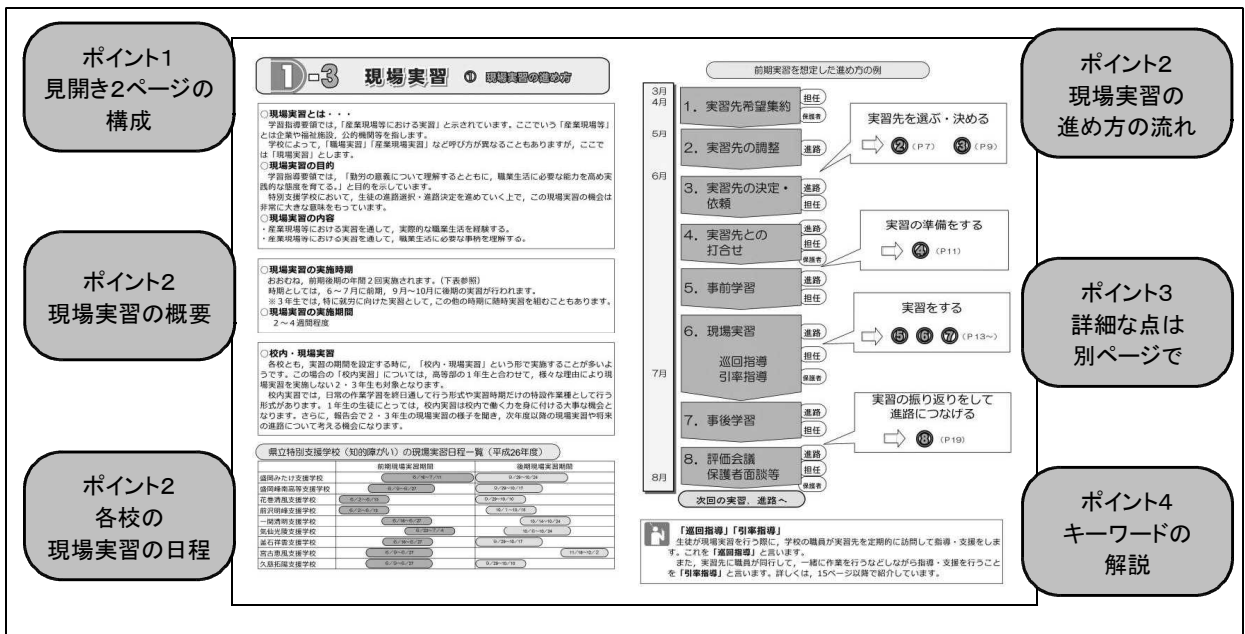 ポイント1
見開き2ページの
構成
ポイント2
現場実習の概要
ポイント2
各校の
現場実習の日程
1-3 現場実習 ❶ 現場実習の進め方
○現場実習とは・・・
学習指導要領では,「産業現場等における実習」と示されています。ここでいう「産業現場等」
とは企業や福祉施設,公的機関等を指します。
学校によって,「職場実習」「産業現場実習」など呼び方が異なることもありますが,ここで
は「現場実習」とします。
○現場実習の目的
学習指導要領では,「勤労の意義について理解するとともに,職業生活に必要な能力を高め実
践的な態度を育てる。」と目的を示しています。
特別支援学校において,生徒の進路選択・進路決定を進めていく上で,この現場実習の機会は
非常に大きな意味をもっています。
○現場実習の内容
・産業現場等における実習を通して,実際的な職業生活を経験する。
・産業現場等における実習を通して,職業生活に必要な事柄を理解する。
○現場実習の実施時期
おおむね,前期後期の年間2回実施されます。(下表参照)
時期としては,6~7月に前期,9月~10月に後期の実習が行われます。
※3年生では,特に就労に向けた実習として,この他の時期に随時実習を組むこともあります。
○現場実習の実施期間
2~4週間程度
○校内・現場実習
各校とも,実習の期間を設定する時に,「校内・現場実習」という形で実施することが多いよ
うです。この場合の「校内実習」については,高等部の1年生と合わせて,様々な理由により現
場実習を実施しない2・3年生も対象となります。
校内実習では,日常の作業学習を終日通して行う形式や実習時期だけの特設作業種として行う
形式があります。1年生の生徒にとっては,校内実習は校内で働く力を身に付ける大事な機会と
なります。さらに,報告会で2・3年生の現場実習の様子を聞き,次年度以降の現場実習や将来
の進路について考える機会になります。
県立特別支援学校(知的障がい)の現場実習日程一覧(平成26年度)
前期現場実習期間 後期現場実習期間
盛岡みたけ支援学校
盛岡峰南高等支援学校
花巻清風支援学校
前沢明峰支援学校
一関清明支援学校
気仙光陵支援学校
釜石祥雲支援学校
宮古恵風支援学校
久慈拓陽支援学校
前期実習を想定した進め方の例
3月
4月
5月
6月
7月
8月
1.実習先希望集約 担任 保護者
2.実習先の調整 進路
3.実習先の決定・
依頼 進路 担任
4.実習先との
打合せ 進路 担任 保護者
5.事前学習 進路 担任
6.現場実習 進路
巡回指導 担任
引率指導 保護者
7.事後学習 進路 担任
8.評価会議 進路
保護者面談等 担任 保護者
次回の実習,進路へ
実習先を選ぶ・決める
⇨ ❷ (P7) ❸ (P9)
実習の準備をする
⇨ ❹ (P11)
実習をする
⇨ ❺ ❻ ❼ (P13~)
実習の振り返りをして
進路につなげる
⇨ ❽ (P19)
「巡回指導」「引率指導」
生徒が現場実習を行う際に,学校の職員が実習先を定期的に訪問して指導・支援をしま
す。これを「巡回指導」と言います。
また,実習先に職員が同行して,一緒に作業を行うなどしながら指導・支援を行うこと
を「引率指導」と言います。詳しくは,15ページ以降で紹介しています。
ポイント2
現場実習の
進め方の流れ
ポイント3
詳細な点は
別ページで
ポイント4
キーワードの
解説